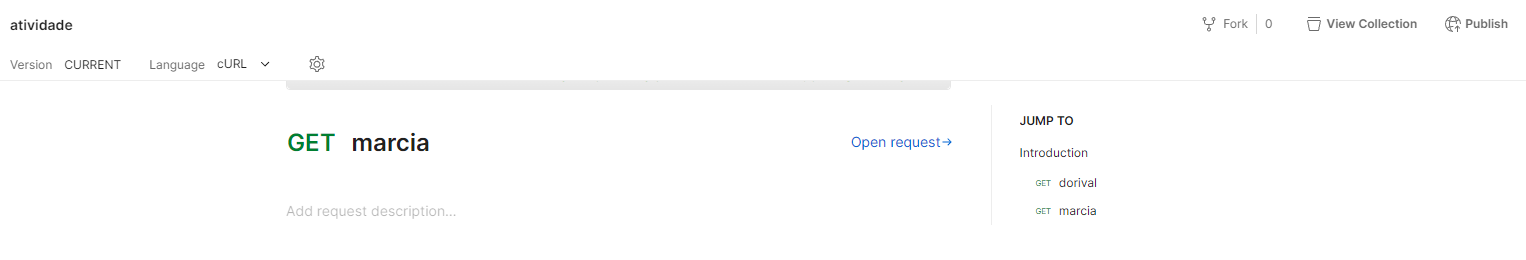 atividade
Fork 0 View Collection Publish
Version CURRENT Language cURL
GET marcia
Open request→
Add request description...
JUMP TO
Introduction
GET dorival
GET marcia